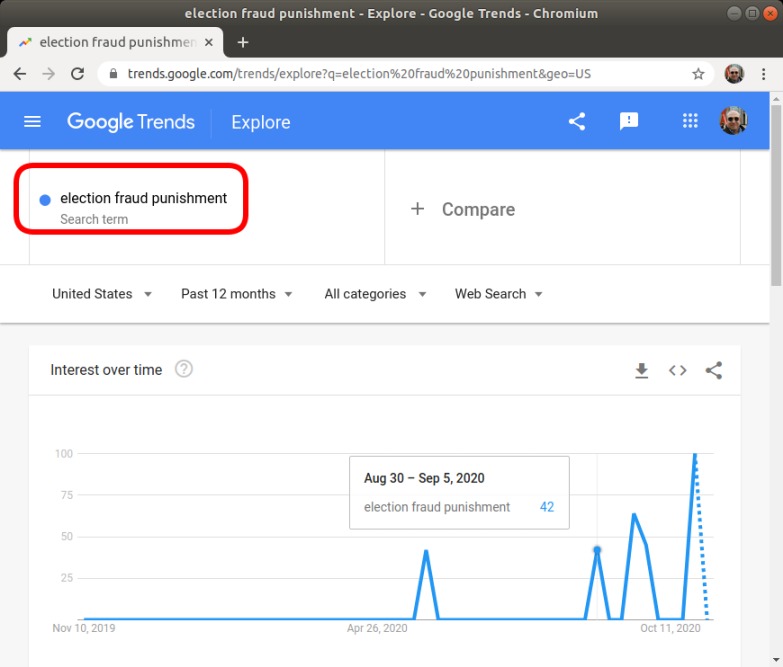 election fraud punishment - Explore - Google Trends - Chromium
election fraud punishmen
trends.google.com/trends/explore?q=election%20fraud%20punishment&geo=US
Google Trends Explore
election fraud punishment
Search term
+ Compare
United States Past 12 months All categories Web Search
Interest over time ?
100
75
50
25
Aug 30 – Sep 5, 2020
election fraud punishment 42
Nov 10, 2019 Apr 26, 2020 Oct 11, 2020